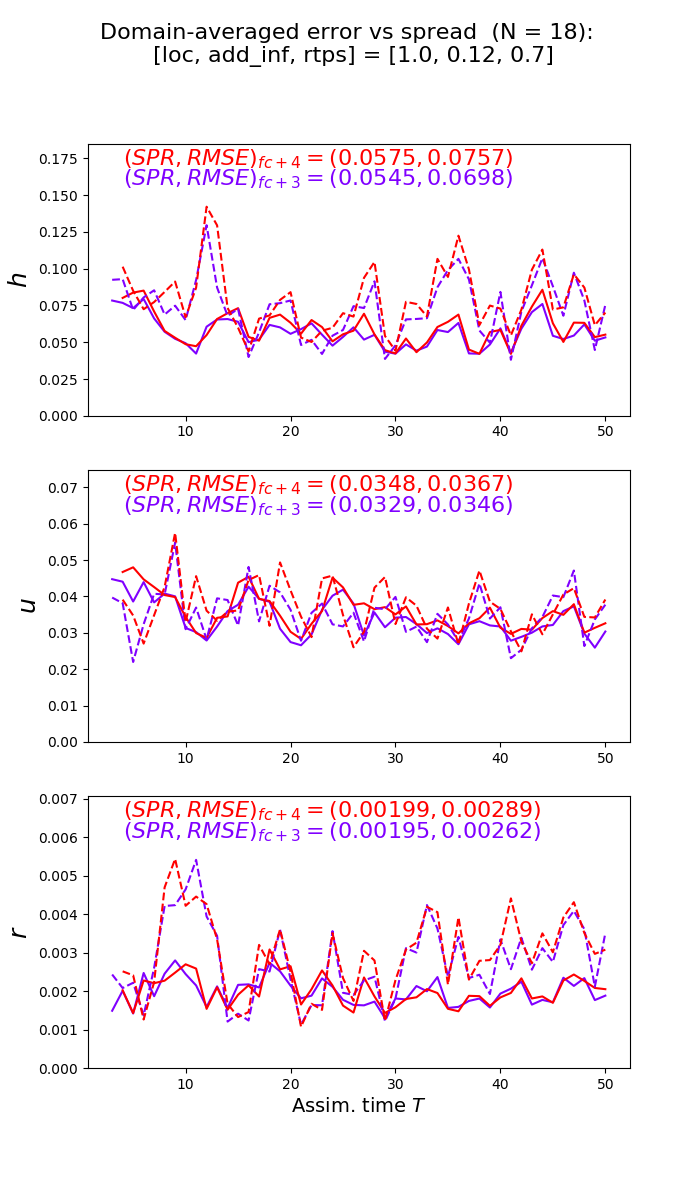 Domain-averaged error vs spread (N = 18):
[loc, add_inf, rtps] = [1.0, 0.12, 0.7]
(SPR, RMSE)fc+4 = (0.0575, 0.0757)
(SPR, RMSE)fc+3 = (0.0545, 0.0698)
h
0.175
0.150
0.125
0.100
0.075
0.050
0.025
0.000
10 20 30 40 50
(SPR, RMSE)fc+4 = (0.0348, 0.0367)
(SPR, RMSE)fc+3 = (0.0329, 0.0346)
u
0.07
0.06
0.05
0.04
0.03
0.02
0.01
0.00
10 20 30 40 50
(SPR, RMSE)fc+4 = (0.00199, 0.00289)
(SPR, RMSE)fc+3 = (0.00195, 0.00262)
r
0.007
0.006
0.005
0.004
0.003
0.002
0.001
0.000
10 20 30 40 50
Assim. time T